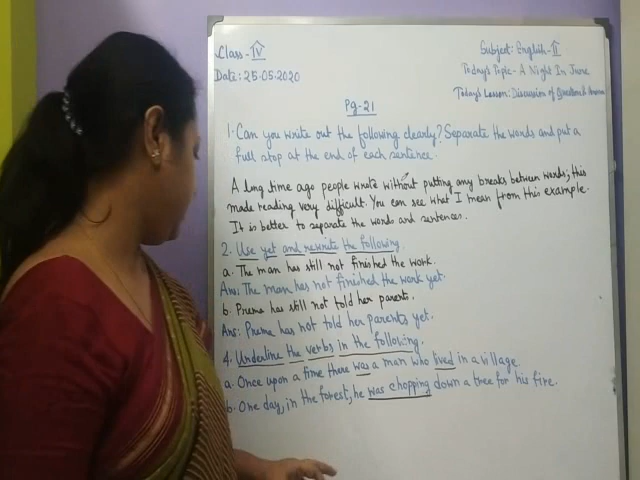 Class - IV
Date: 25.05.2020
Subject: English - II
Today's Topic - A Night In June
Today's Lesson: Discussion of Question &
Pg - 21
1. Can you write out the following clearly? Separate the words and put a
full stop at the end of each sentence.
A long time ago people wrote without putting any breaks between words; this
made reading very difficult. You can see what I mean from this example.
It is better to separate the words and sentences.
2. Use yet and rewrite the following
a. The man has still not finished the work.
Ans: The man has not finished the work yet.
b. Prema has still not told her parents.
Ans: Prema has not told her parents yet.
4. Underline the verbs in the following.
a. Once upon a time there was a man who lived in a village.
b. One day, in the forest, he was chopping down a tree for his fire.